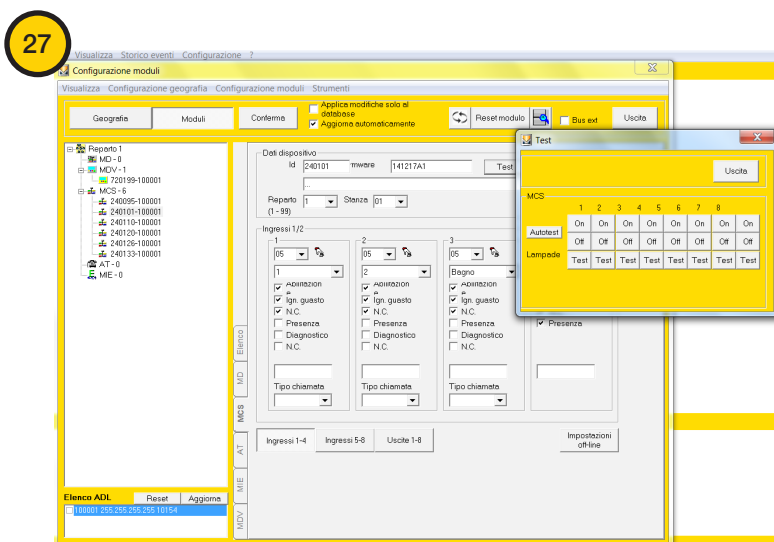 27
Visualizza Storico eventi Configurazione ?
Configurazione moduli
Visualizza Configurazione geografia Configurazione moduli Strumenti
Geografia Moduli Conferma
Applica modifiche solo al
database
Aggiorna automaticamente
Reset modulo Bus ext Uscita
Reparto 1
MD - 0
MDV - 1
720199-100001
MCS - 6
240095-100001
240101-100001
240110-100001
240120-100001
240126-100001
240133-100001
AT - 0
MIE - 0
Elenco ADL Reset Aggiorna
100001 255.255.255.255 10154
Elenco
MD
MCS
AT
MIE
MDV
Dati dispositivo
Id 240101 mware 141217A1 Test
...
Reparto 1 Stanza 01
(1 - 99)
Ingressi 1/2
1 2 3
05 05 05
1 2 Bagno
Abilitazion Abilitazion Abilitazion
e e e
Ign. guasto Ign. guasto Ign. guasto
N.C. N.C. N.C.
Presenza Presenza Presenza Presenza
Diagnostico Diagnostico Diagnostico
N.C. N.C. N.C.
Tipo chiamata Tipo chiamata Tipo chiamata
Ingressi 1-4 Ingressi 5-8 Uscite 1-8
Impostazioni
off-line
Test
Uscita
MCS
1 2 3 4 5 6 7 8
On On On On On On On On
Autotest
Off Off Off Off Off Off Off Off
Lampade Test Test Test Test Test Test Test Test